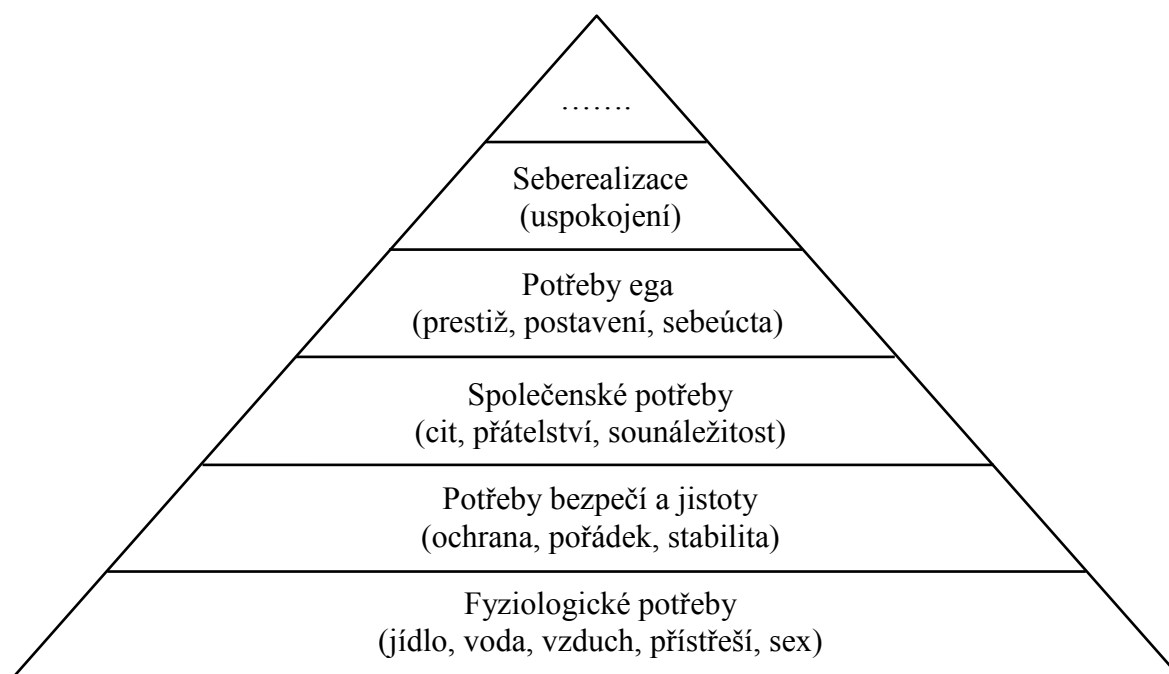 …….
Seberealizace
(uspokojení)
Potřeby ega
(prestiž, postavení, sebeúcta)
Společenské potřeby
(cit, přátelství, sounáležitost)
Potřeby bezpečí a jistoty
(ochrana, pořádek, stabilita)
Fyziologické potřeby
(jídlo, voda, vzduch, přístřeší, sex)